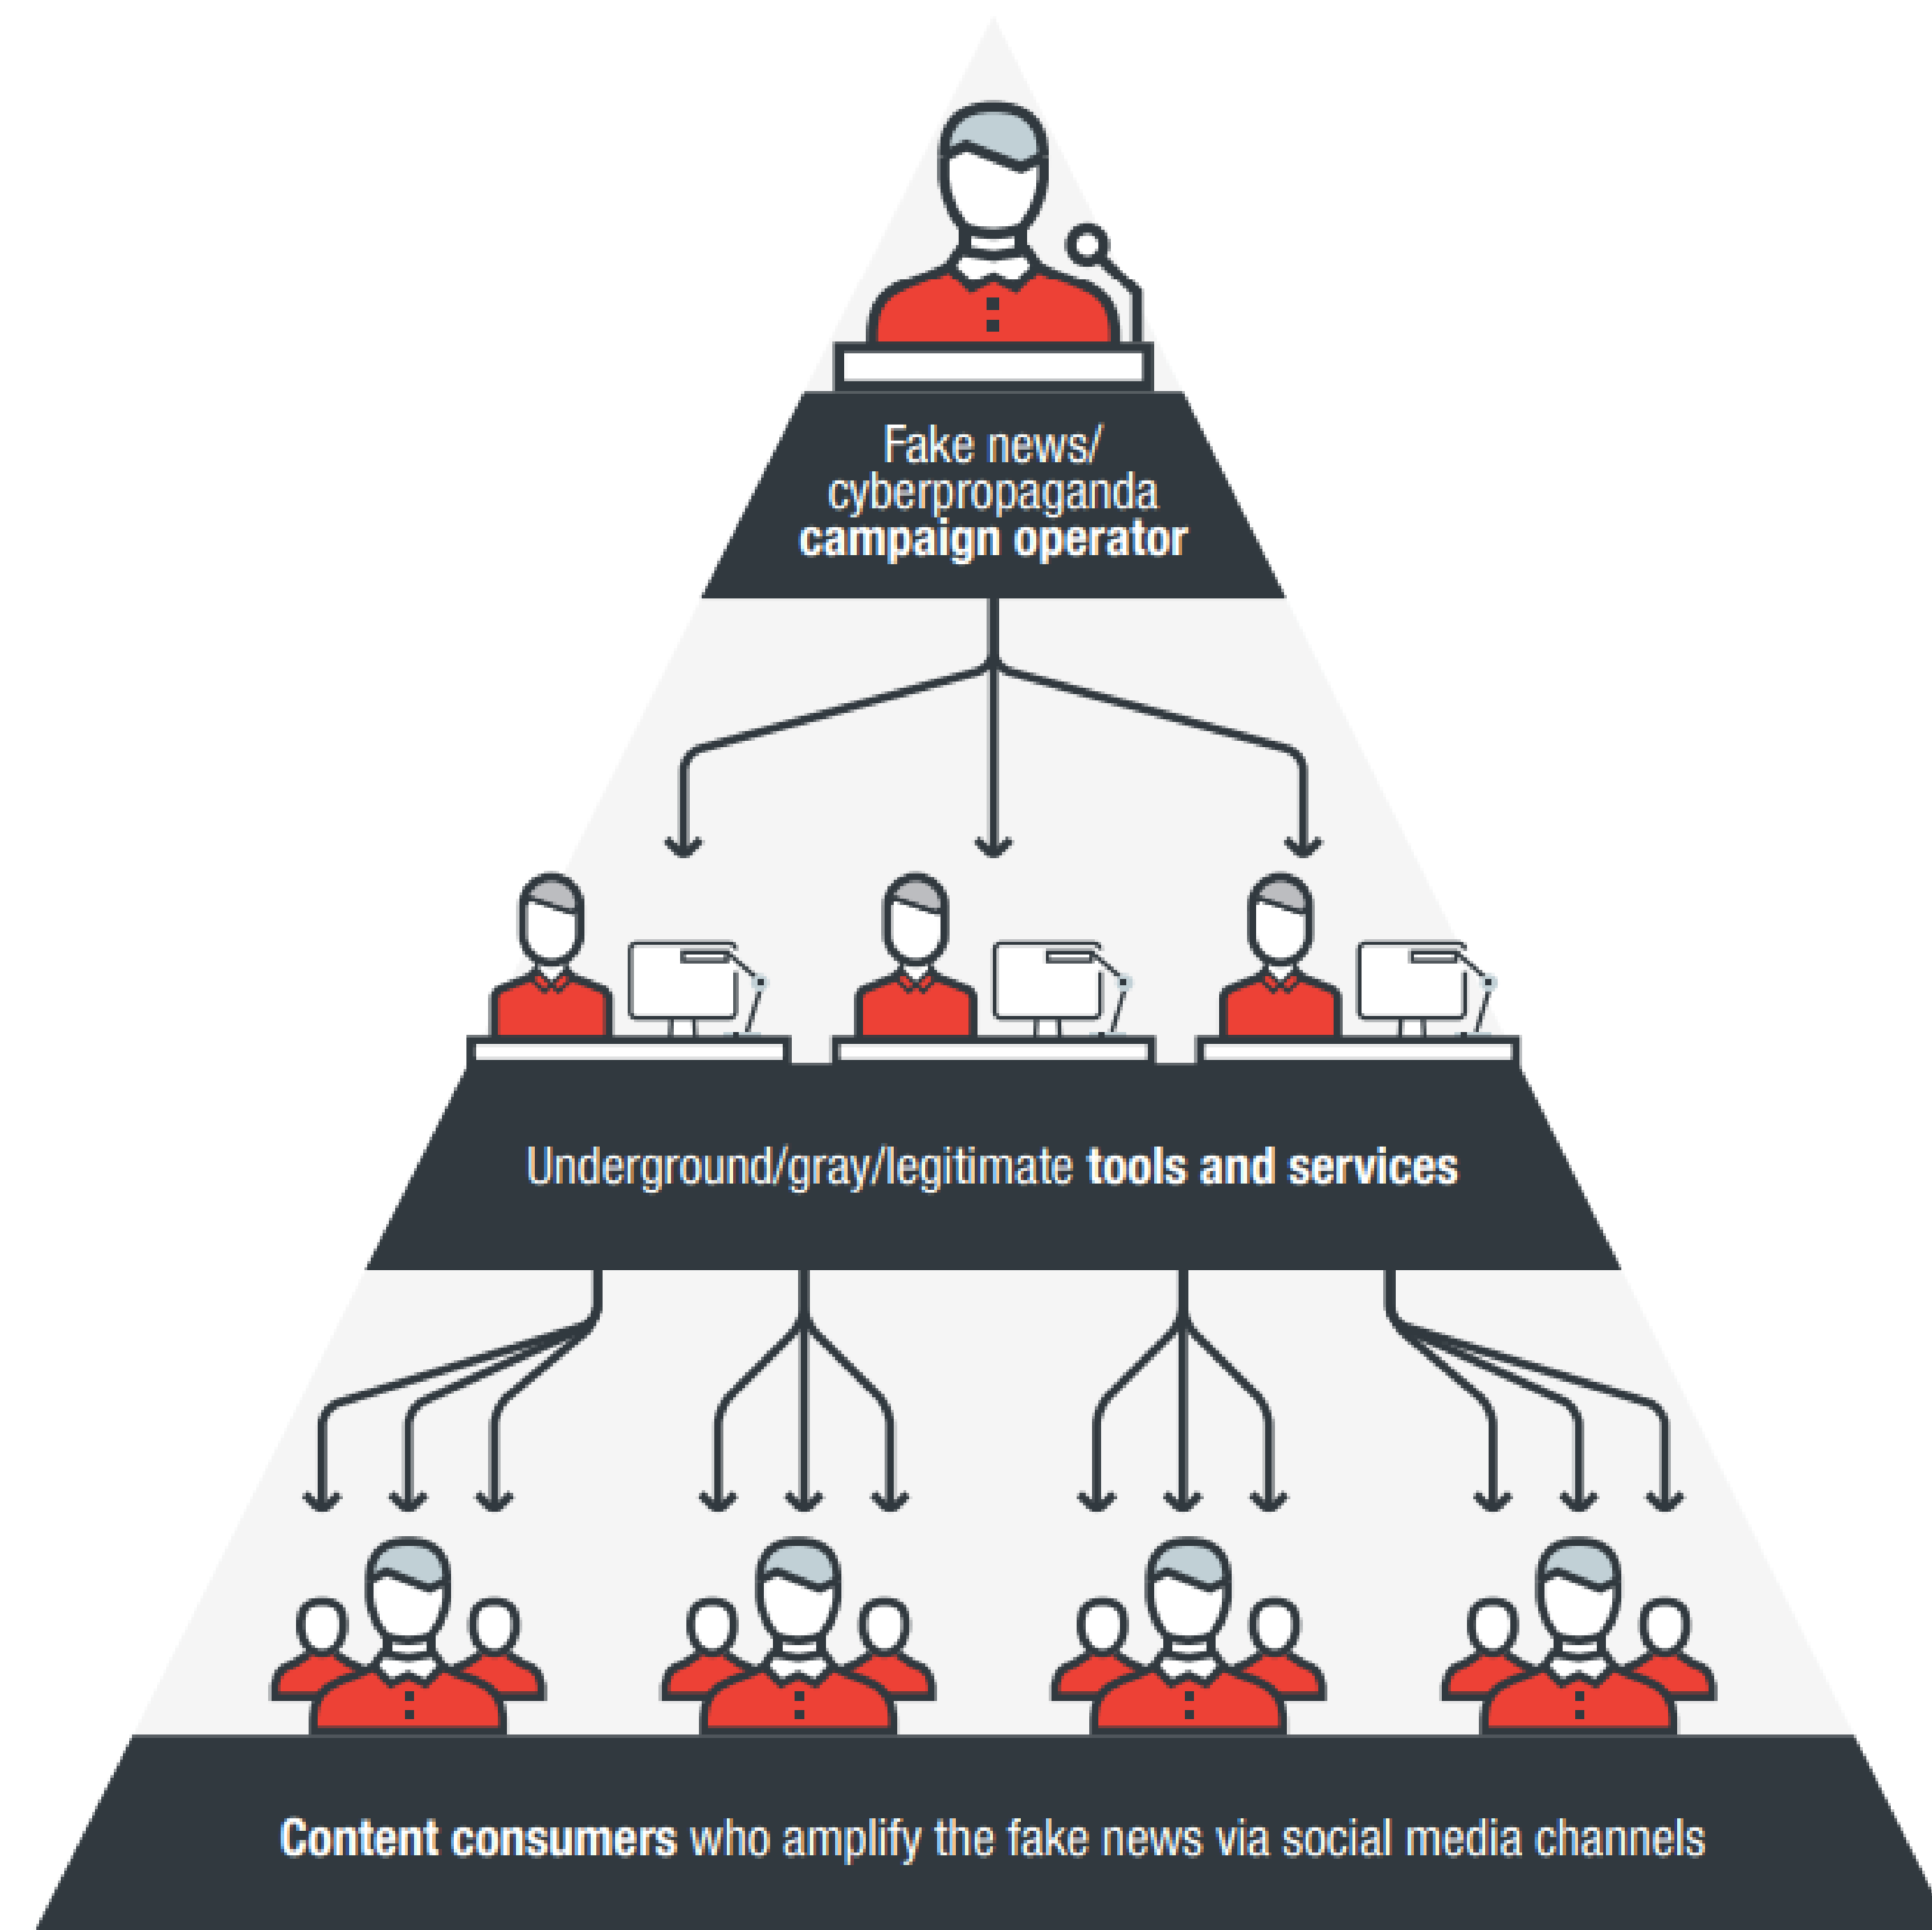 Fake news/
cyberpropaganda
campaign operator
Underground/gray/legitimate tools and services
Content consumers who amplify the fake news via social media channels